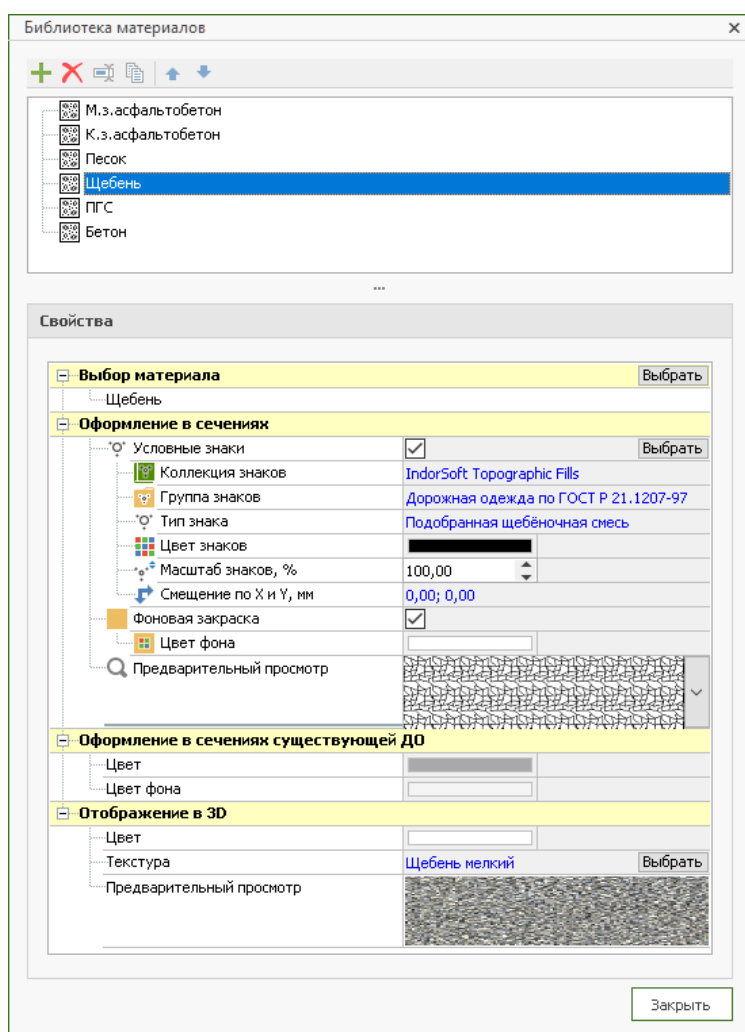 Библиотека материалов
М.з.асфальтобетон
К.з.асфальтобетон
Песок
Щебень
ПГС
Бетон
Свойства
Выбор материала Выбрать
Щебень
Оформление в сечениях
Условные знаки Выбрать
Коллекция знаков IndorSoft Topographic Fills
Группа знаков Дорожная одежда по ГОСТ Р 21.1207-97
Тип знака Подобранная щебёночная смесь
Цвет знаков
Масштаб знаков, % 100,00
Смещение по X и Y, мм 0,00; 0,00
Фоновая закраска
Цвет фона
Предварительный просмотр
Оформление в сечениях существующей ДО
Цвет
Цвет фона
Отображение в 3D
Цвет
Текстура Щебень мелкий Выбрать
Предварительный просмотр
Закрыть